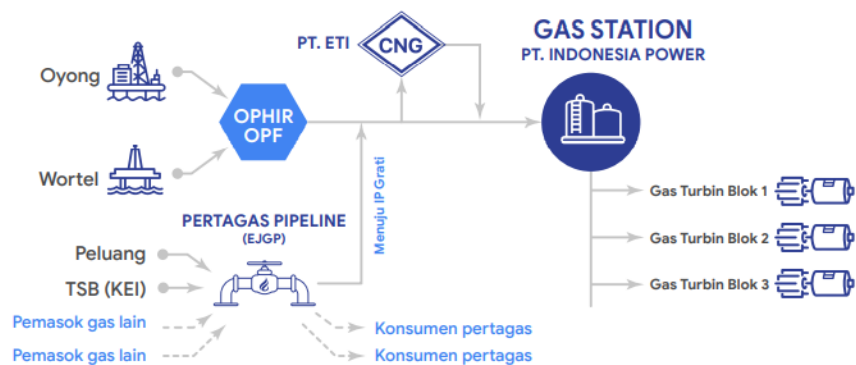 Oyong
Wortel
OPHIR
OPF
PT. ETI
CNG
GAS STATION
PT. INDONESIA POWER
PERTAGAS PIPELINE
(EJGP)
Menuju IP Grati
Peluang
TSB (KEI)
Pemasok gas lain
Pemasok gas lain
Konsumen pertagas
Konsumen pertagas
Gas Turbin Blok 1
Gas Turbin Blok 2
Gas Turbin Blok 3